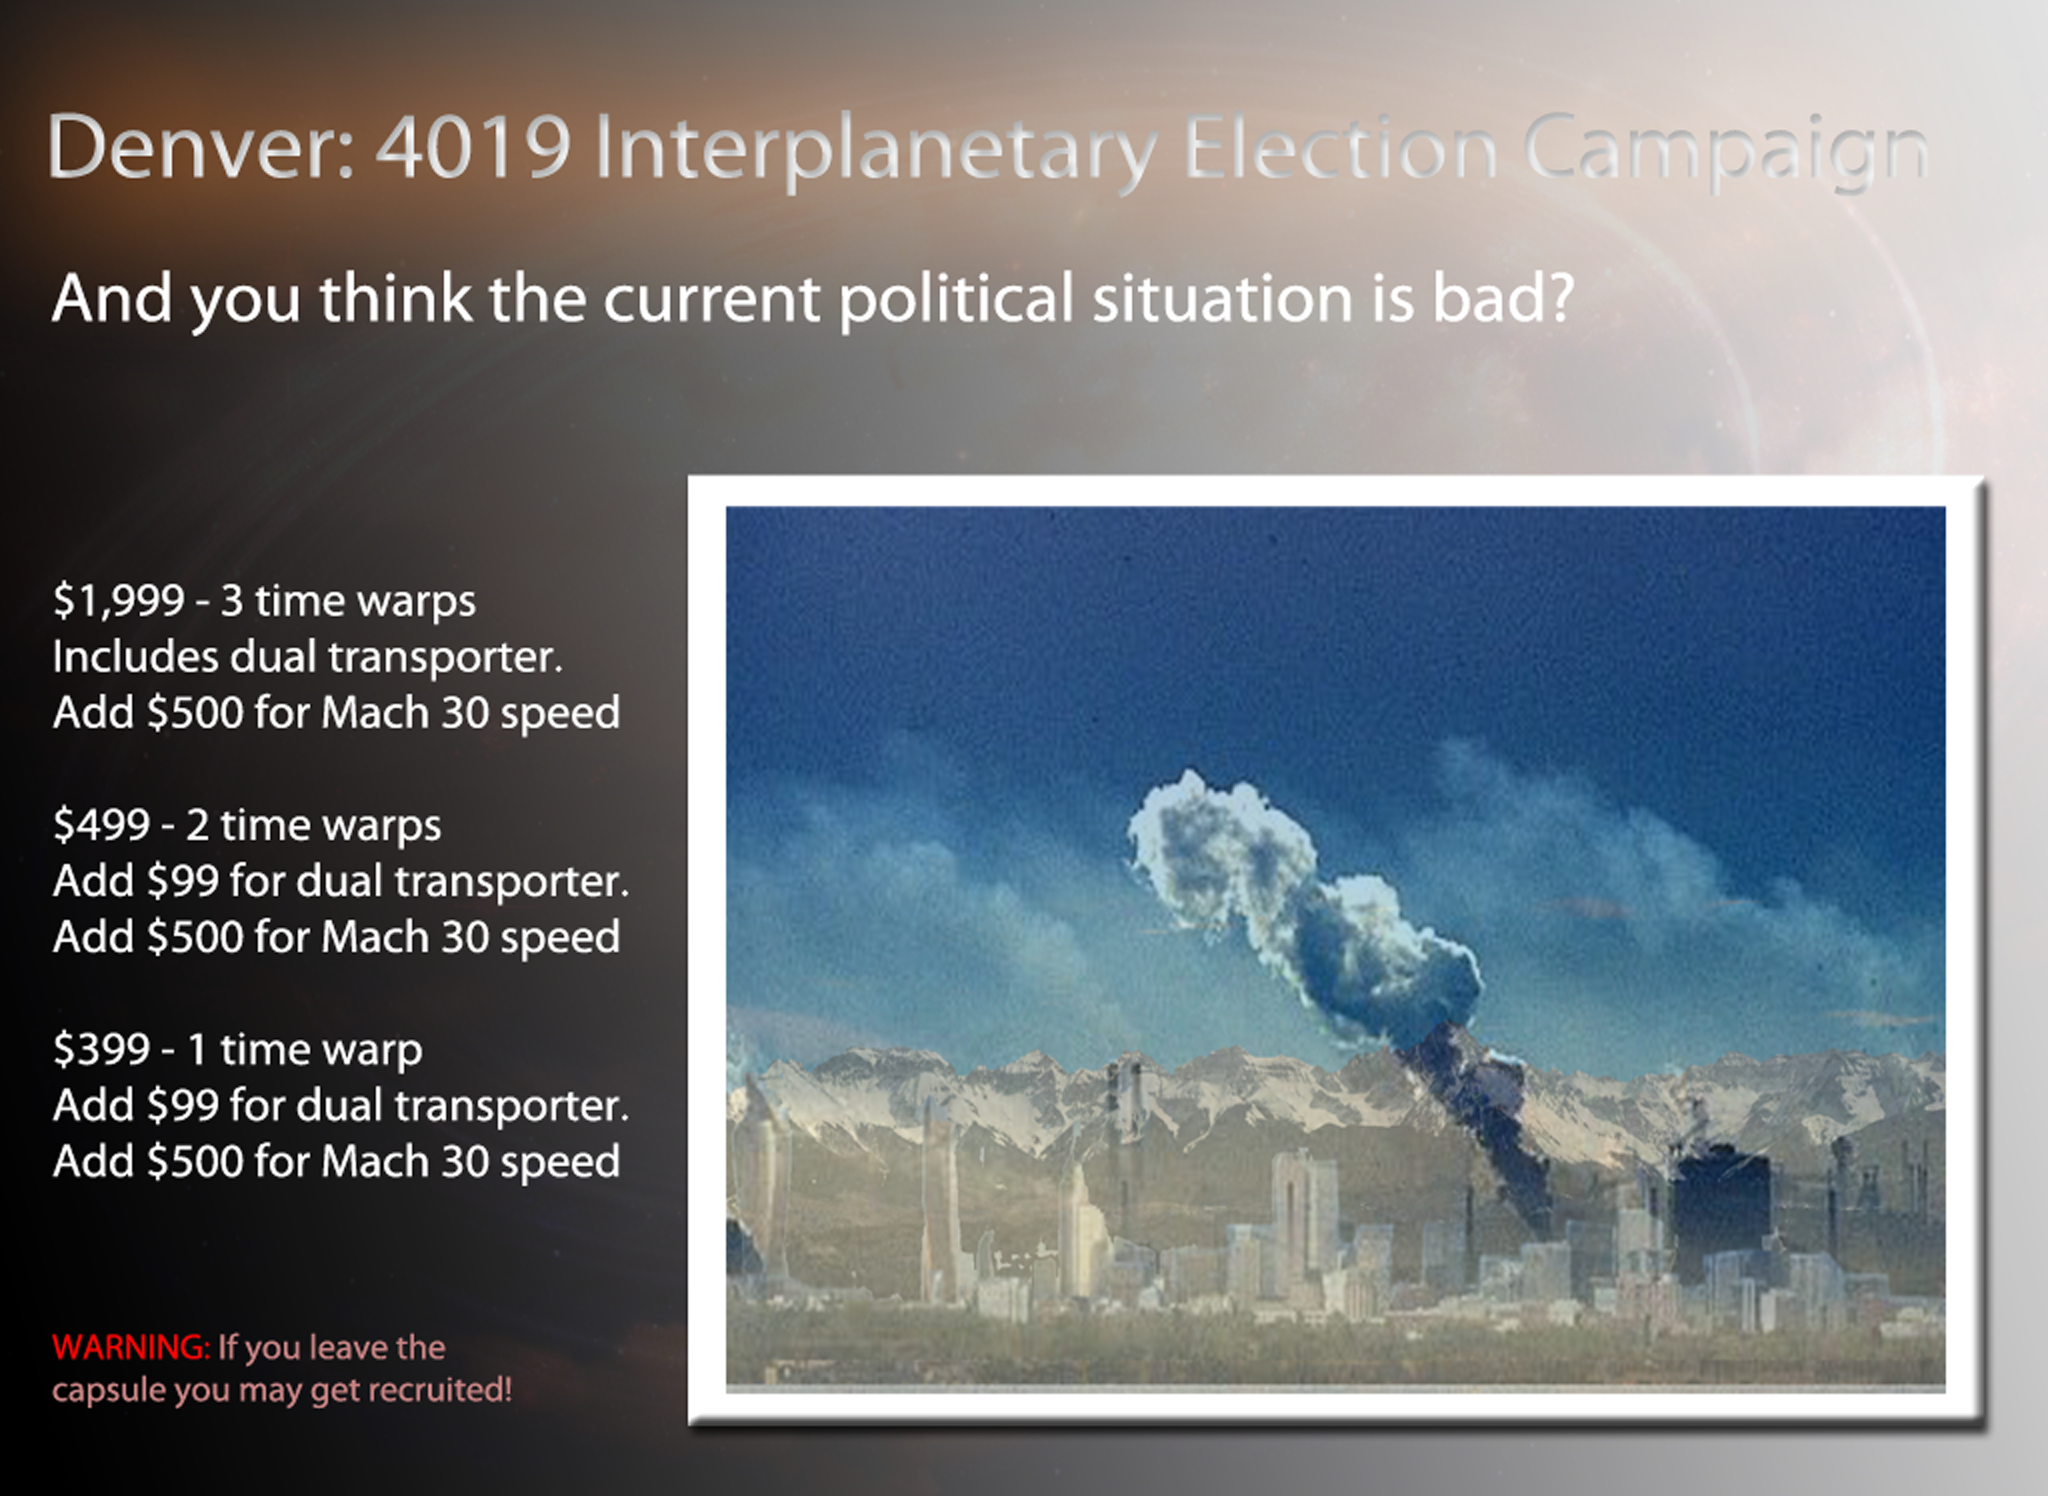 Denver: 4019 Interplanetary Election Campaign
And you think the current political situation is bad?
$1,999 - 3 time warps
Includes dual transporter.
Add $500 for Mach 30 speed
$499 - 2 time warps
Add $99 for dual transporter.
Add $500 for Mach 30 speed
$399 - 1 time warp
Add $99 for dual transporter.
Add $500 for Mach 30 speed
WARNING: If you leave the
capsule you may get recruited!